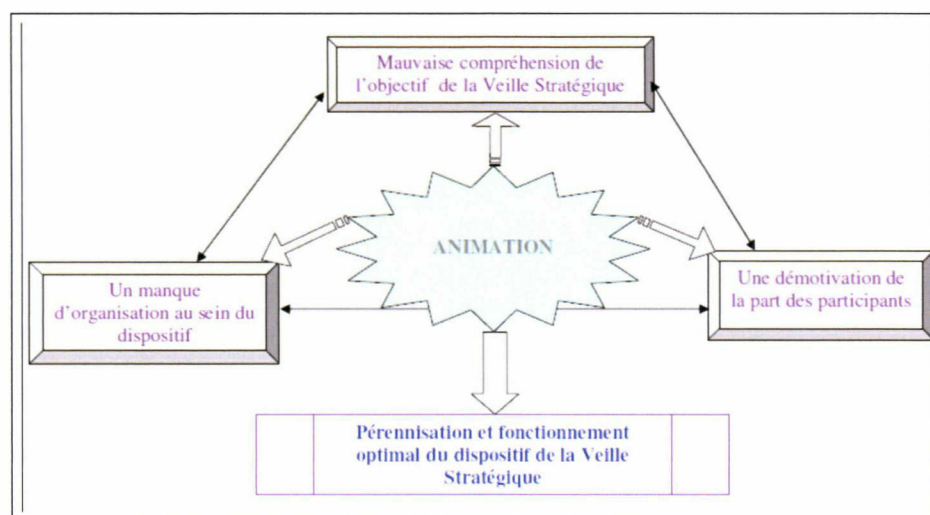 Mauvaise compréhension de
l'objectif de la Veille Stratégique
ANIMATION
Un manque
d'organisation au sein du
dispositif
Une démotivation de
la part des participants
Pérennisation et fonctionnement
optimal du dispositif de la Veille
Stratégique